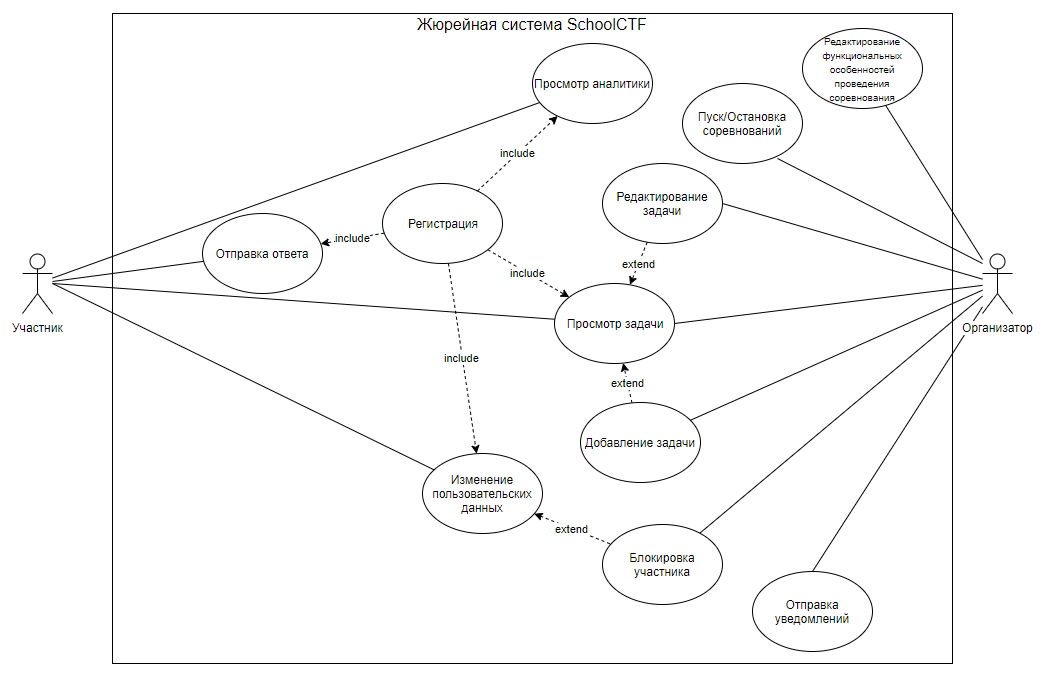 Жюрейная система SchoolCTF
Редактирование
функциональных
особенностей
проведения
соревнования
Просмотр аналитики
Пуск/Остановка
соревнований
include
Редактирование
задачи
Регистрация
include
Отправка ответа
extend
include
Участник
Просмотр задачи
Организатор
include
extend
Добавление задачи
Изменение
пользовательских
данных
extend
Блокировка
участника
Отправка
уведомлений